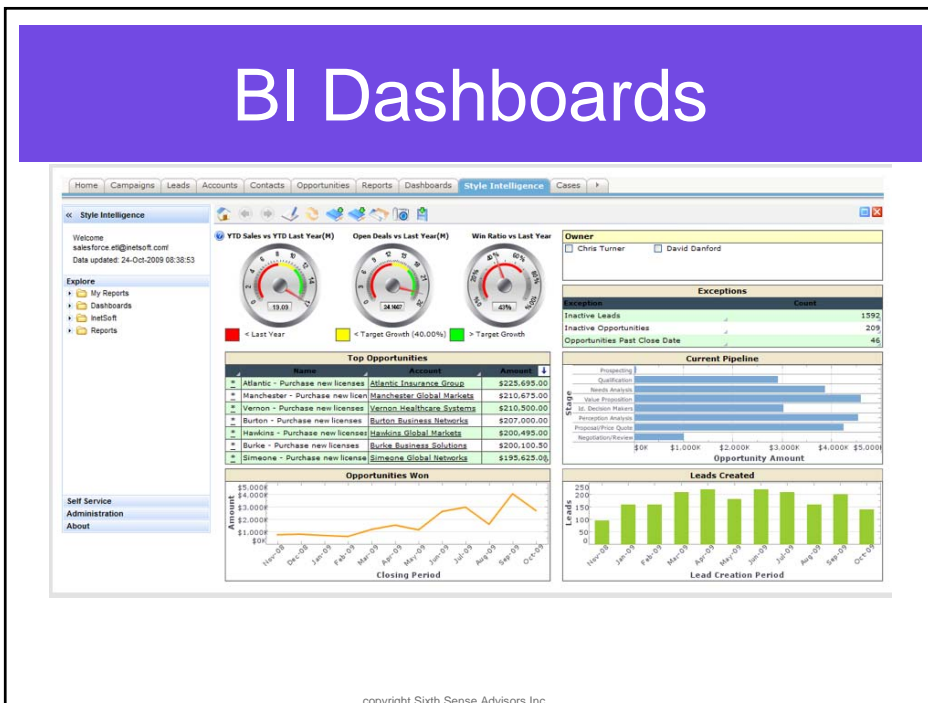 BI Dashboards
Home Campaigns Leads Accounts Contacts Opportunities Reports Dashboards Style Intelligence Cases
« Style Intelligence
Welcome
salesforce.etl@inetsoft.com!
Data updated: 24-Oct-2009 08:38:53
Explore
My Reports
Dashboards
InetSoft
Reports
Self Service
Administration
About
YTD Sales vs YTD Last Year(M) Open Deals vs Last Year(M) Win Ratio vs Last Year
19.03 24.1607 43%
< Last Year < Target Growth (40.00%) > Target Growth
Owner
Chris Turner David Danford
Exceptions
Exception Count
Inactive Leads 1592
Inactive Opportunities 209
Opportunities Past Close Date 46
Top Opportunities
Name Account Amount
* Atlantic - Purchase new licenses Atlantic Insurance Group $225,695.00
* Manchester - Purchase new licen Manchester Global Markets $210,675.00
* Vernon - Purchase new licenses Vernon Healthcare Systems $210,500.00
* Burton - Purchase new licenses Burton Business Networks $207,000.00
* Hawkins - Purchase new licenses Hawkins Global Markets $200,495.00
* Burke - Purchase new licenses Burke Business Solutions $200,100.50
* Simeone - Purchase new license Simeone Global Networks $195,625.00
Current Pipeline
Stage
Prospecting
Qualification
Needs Analysis
Value Proposition
Id. Decision Makers
Perception Analysis
Proposal/Price Quote
Negotiation/Review
$0K $1.000K $2.000K $3.000K $4.000K $5.000K
Opportunity Amount
Opportunities Won
Amount
$5.000K
$4.000K
$3.000K
$2.000K
$1.000K
$0K
Nov-08 Dec-08 Jan-09 Feb-09 Mar-09 Apr-09 May-09 Jun-09 Jul-09 Aug-09 Sep-09 Oct-09
Closing Period
Leads Created
Leads
250
200
150
100
50
0
Nov-08 Jan-09 Feb-09 Mar-09 Apr-09 May-09 Jun-09 Jul-09 Aug-09 Sep-09 Oct-09
Lead Creation Period
copyright Sixth Sense Advisors Inc